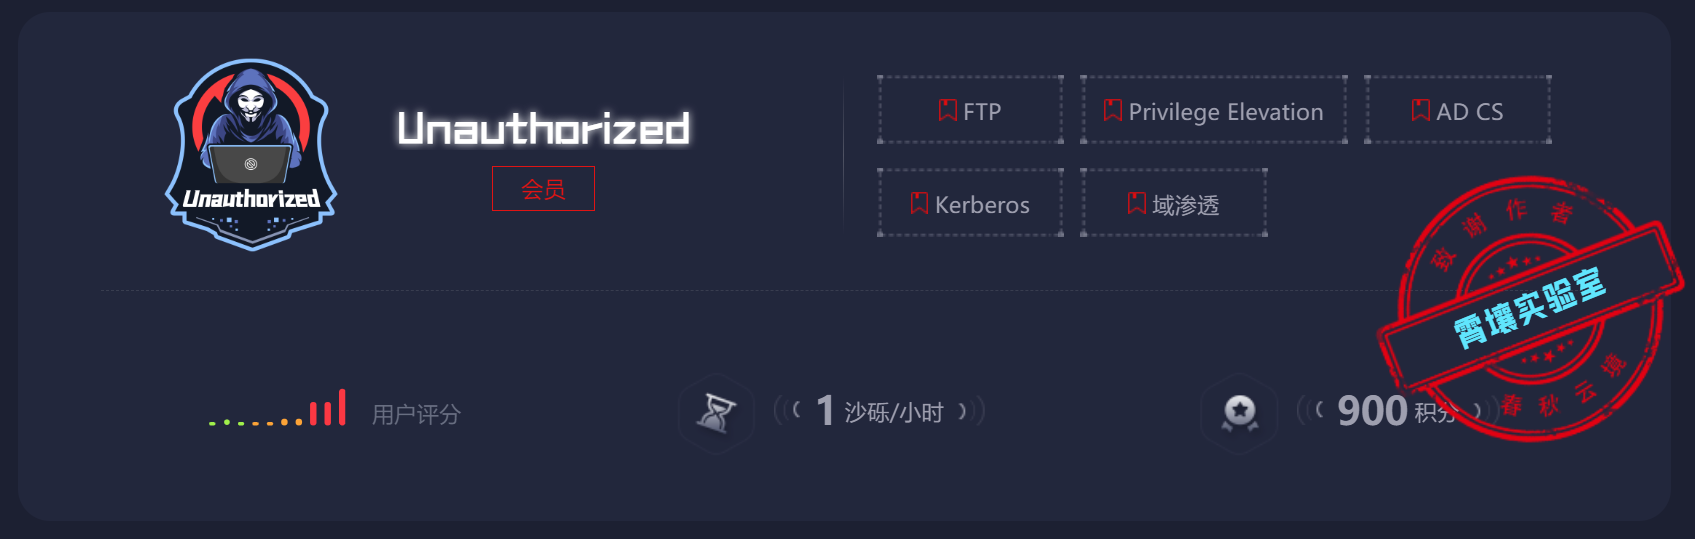 Unauthorized
Unauthorized
会员
FTP
Privilege Elevation
AD CS
Kerberos
域渗透
致谢作者
霄壤实验室
春秋云境
用户评分
1 沙砾/小时
900 积分